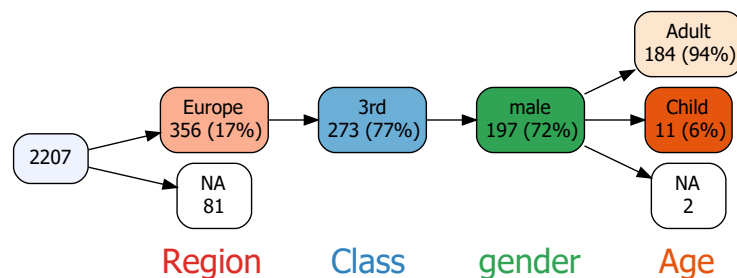 2207
Europe
356 (17%)
NA
81
3rd
273 (77%)
male
197 (72%)
Adult
184 (94%)
Child
11 (6%)
NA
2
Region
Class
gender
Age